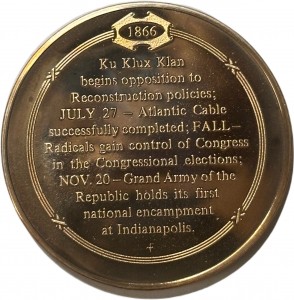 1866
Ku Klux Klan
begins opposition to
Reconstruction policies;
JULY 27 – Atlantic Cable
successfully completed; FALL–
Radicals gain control of Congress
in the Congressional elections;
NOV. 20–Grand Army of the
Republic holds its first
national encampment
at Indianapolis.